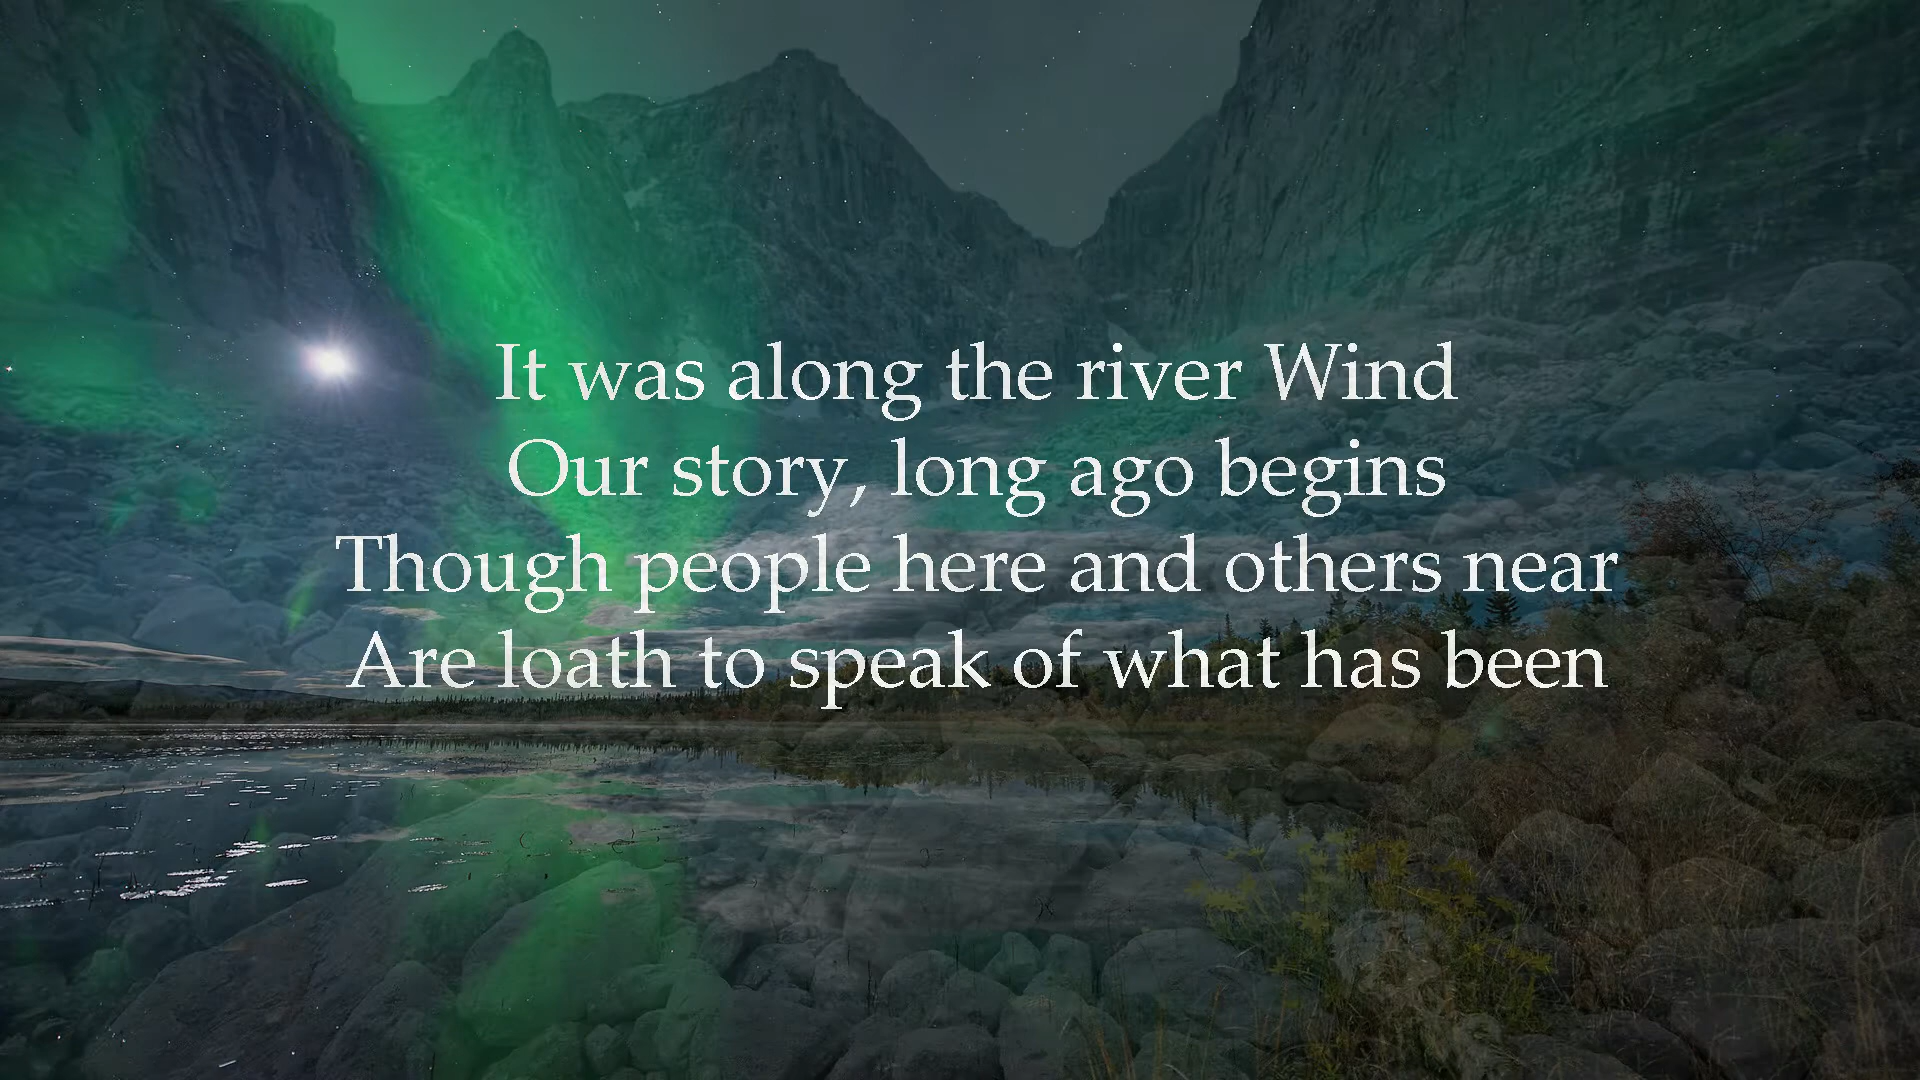 It was along the river Wind
Our story, long ago begins
Though people here and others near
Are loath to speak of what has been